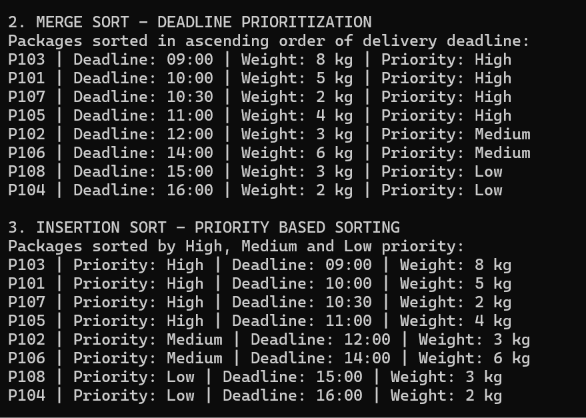 2. MERGE SORT - DEADLINE PRIORITIZATION
Packages sorted in ascending order of delivery deadline:
P103 | Deadline: 09:00 | Weight: 8 kg | Priority: High
P101 | Deadline: 10:00 | Weight: 5 kg | Priority: High
P107 | Deadline: 10:30 | Weight: 2 kg | Priority: High
P105 | Deadline: 11:00 | Weight: 4 kg | Priority: High
P102 | Deadline: 12:00 | Weight: 3 kg | Priority: Medium
P106 | Deadline: 14:00 | Weight: 6 kg | Priority: Medium
P108 | Deadline: 15:00 | Weight: 3 kg | Priority: Low
P104 | Deadline: 16:00 | Weight: 2 kg | Priority: Low
3. INSERTION SORT - PRIORITY BASED SORTING
Packages sorted by High, Medium and Low priority:
P103 | Priority: High | Deadline: 09:00 | Weight: 8 kg
P101 | Priority: High | Deadline: 10:00 | Weight: 5 kg
P107 | Priority: High | Deadline: 10:30 | Weight: 2 kg
P105 | Priority: High | Deadline: 11:00 | Weight: 4 kg
P102 | Priority: Medium | Deadline: 12:00 | Weight: 3 kg
P106 | Priority: Medium | Deadline: 14:00 | Weight: 6 kg
P108 | Priority: Low | Deadline: 15:00 | Weight: 3 kg
P104 | Priority: Low | Deadline: 16:00 | Weight: 2 kg